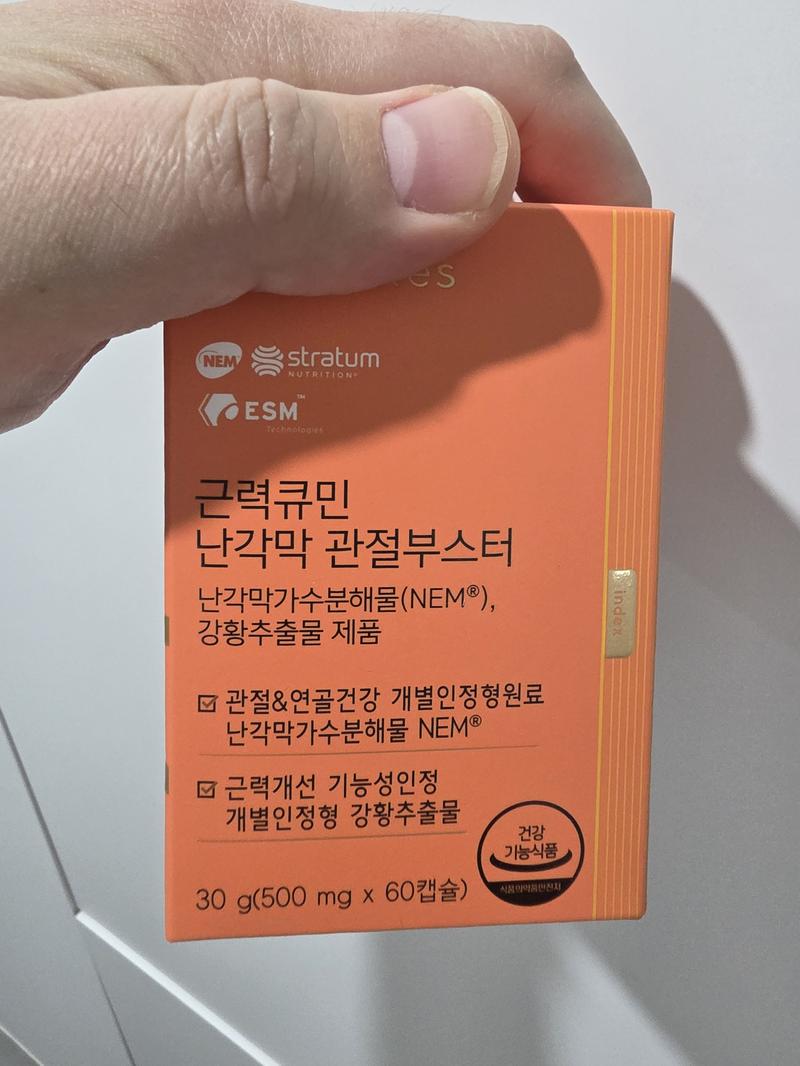 NEM
stratum
NUTRITION®
ESM™
Technologies
근력큐민
난각막 관절부스터
난각막가수분해물(NEM®),
강황추출물 제품
관절&연골건강 개별인정형원료
난각막가수분해물 NEM®
근력개선 기능성인정
개별인정형 강황추출물
건강
기능식품
식품의약품안전처
30 g(500 mg x 60캡슐)
index